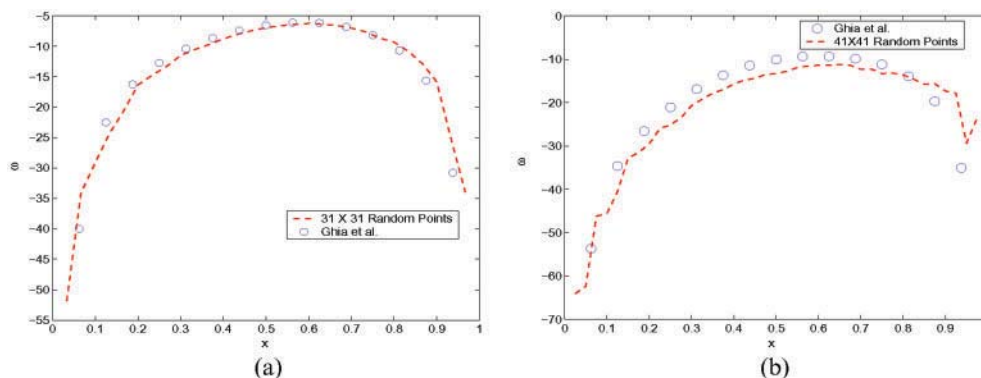 -5
-10
-15
-20
-25
-30
-35
-40
-45
-50
-55
ω
0 0.1 0.2 0.3 0.4 0.5 0.6 0.7 0.8 0.9 1
x
31 X 31 Random Points
Ghia et al.
(a)
0
-10
-20
-30
-40
-50
-60
-70
ω
0 0.1 0.2 0.3 0.4 0.5 0.6 0.7 0.8 0.9
x
Ghia et al.
41X41 Random Points
(b)